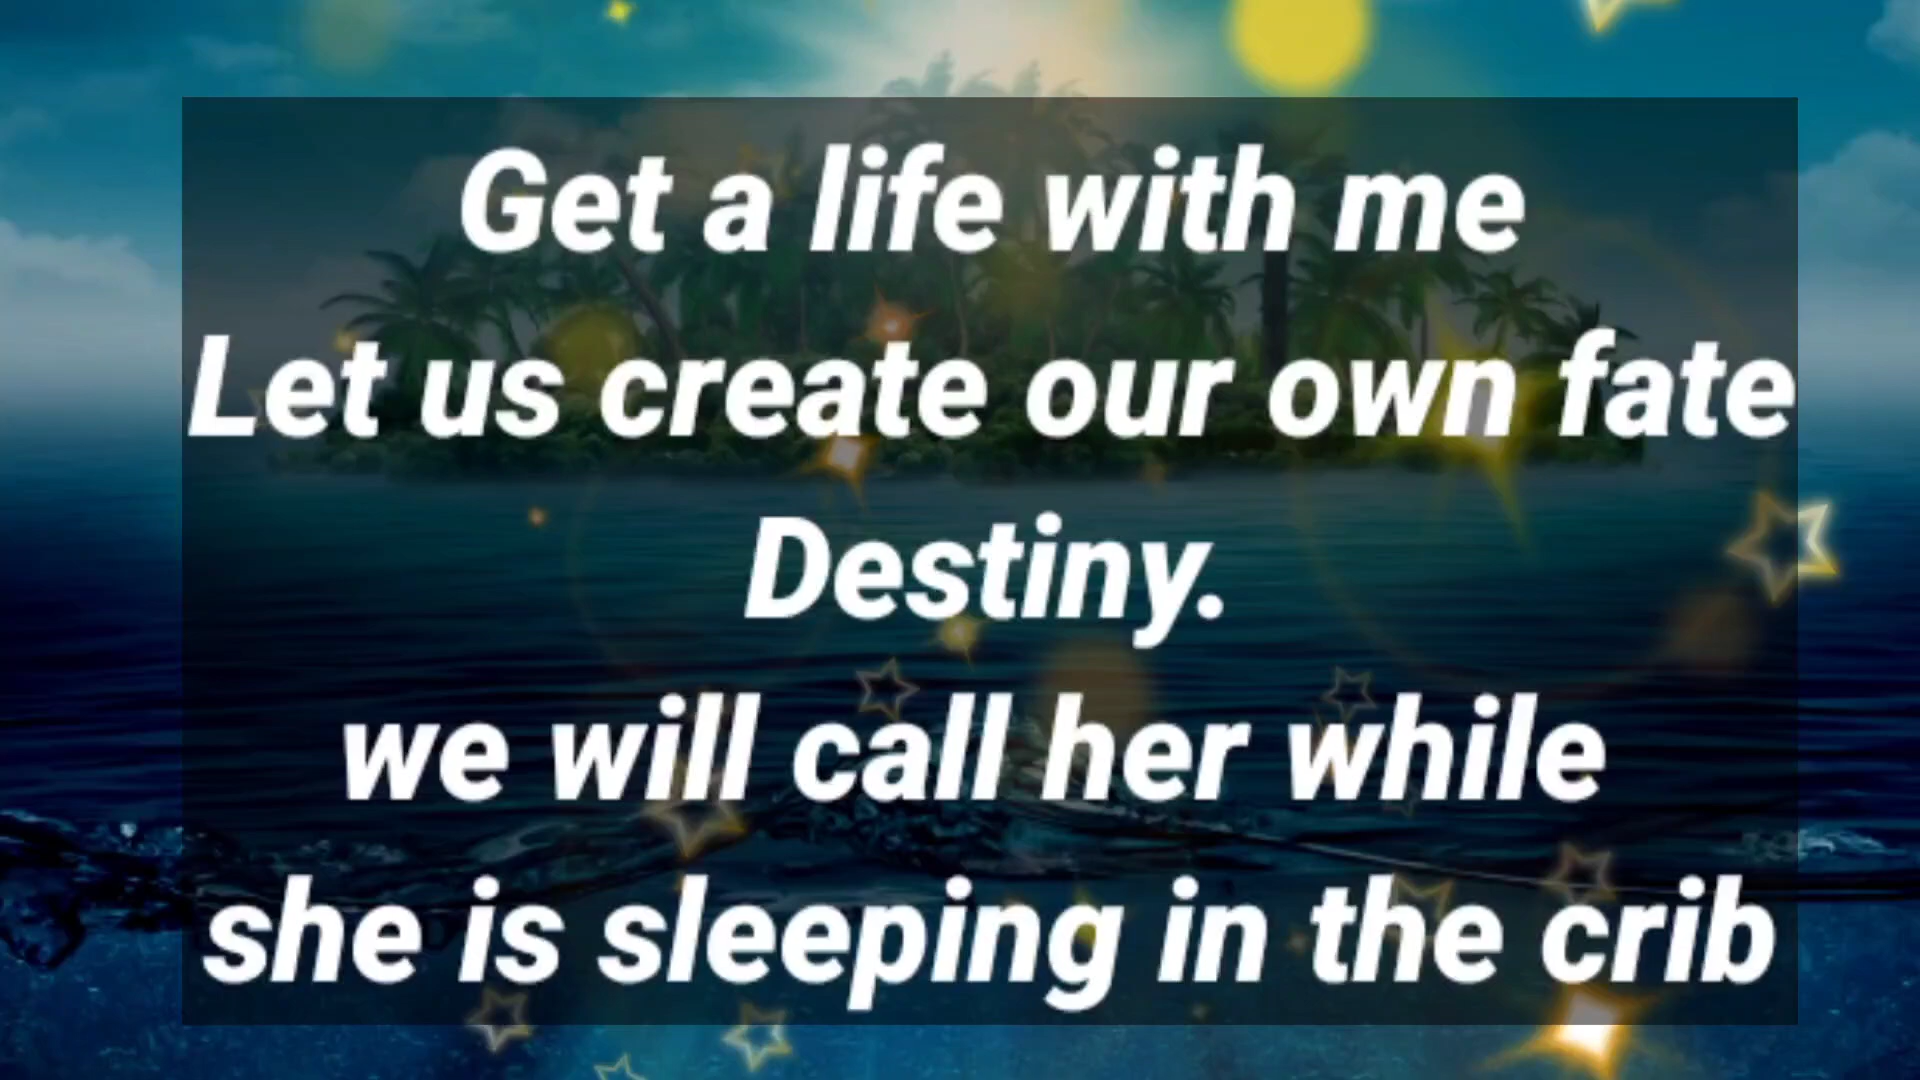 Get a life with me
Let us create our own fate
Destiny.
we will call her while
she is sleeping in the crib